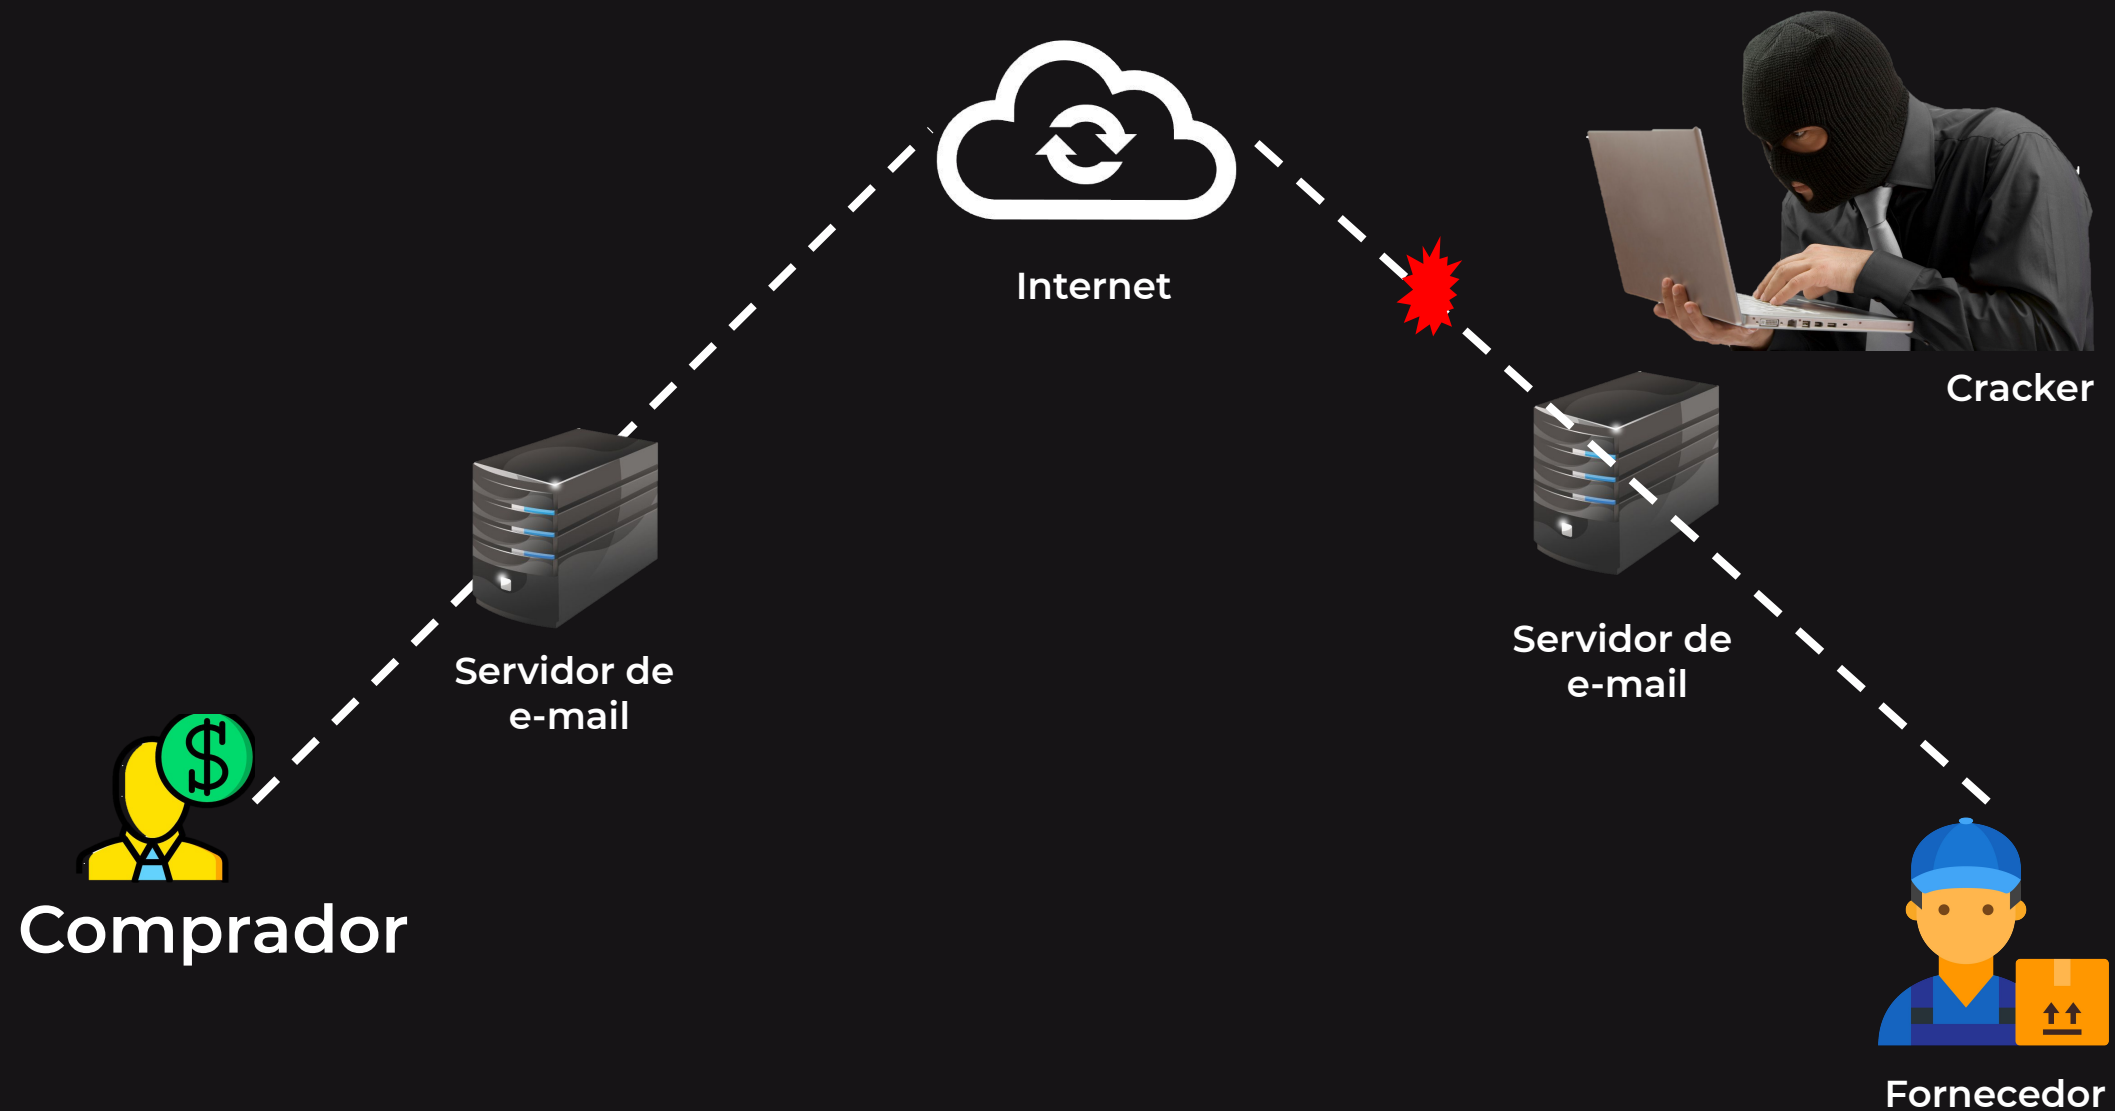 Internet
Cracker
Servidor de
e-mail
Servidor de
e-mail
$
Comprador
Fornecedor